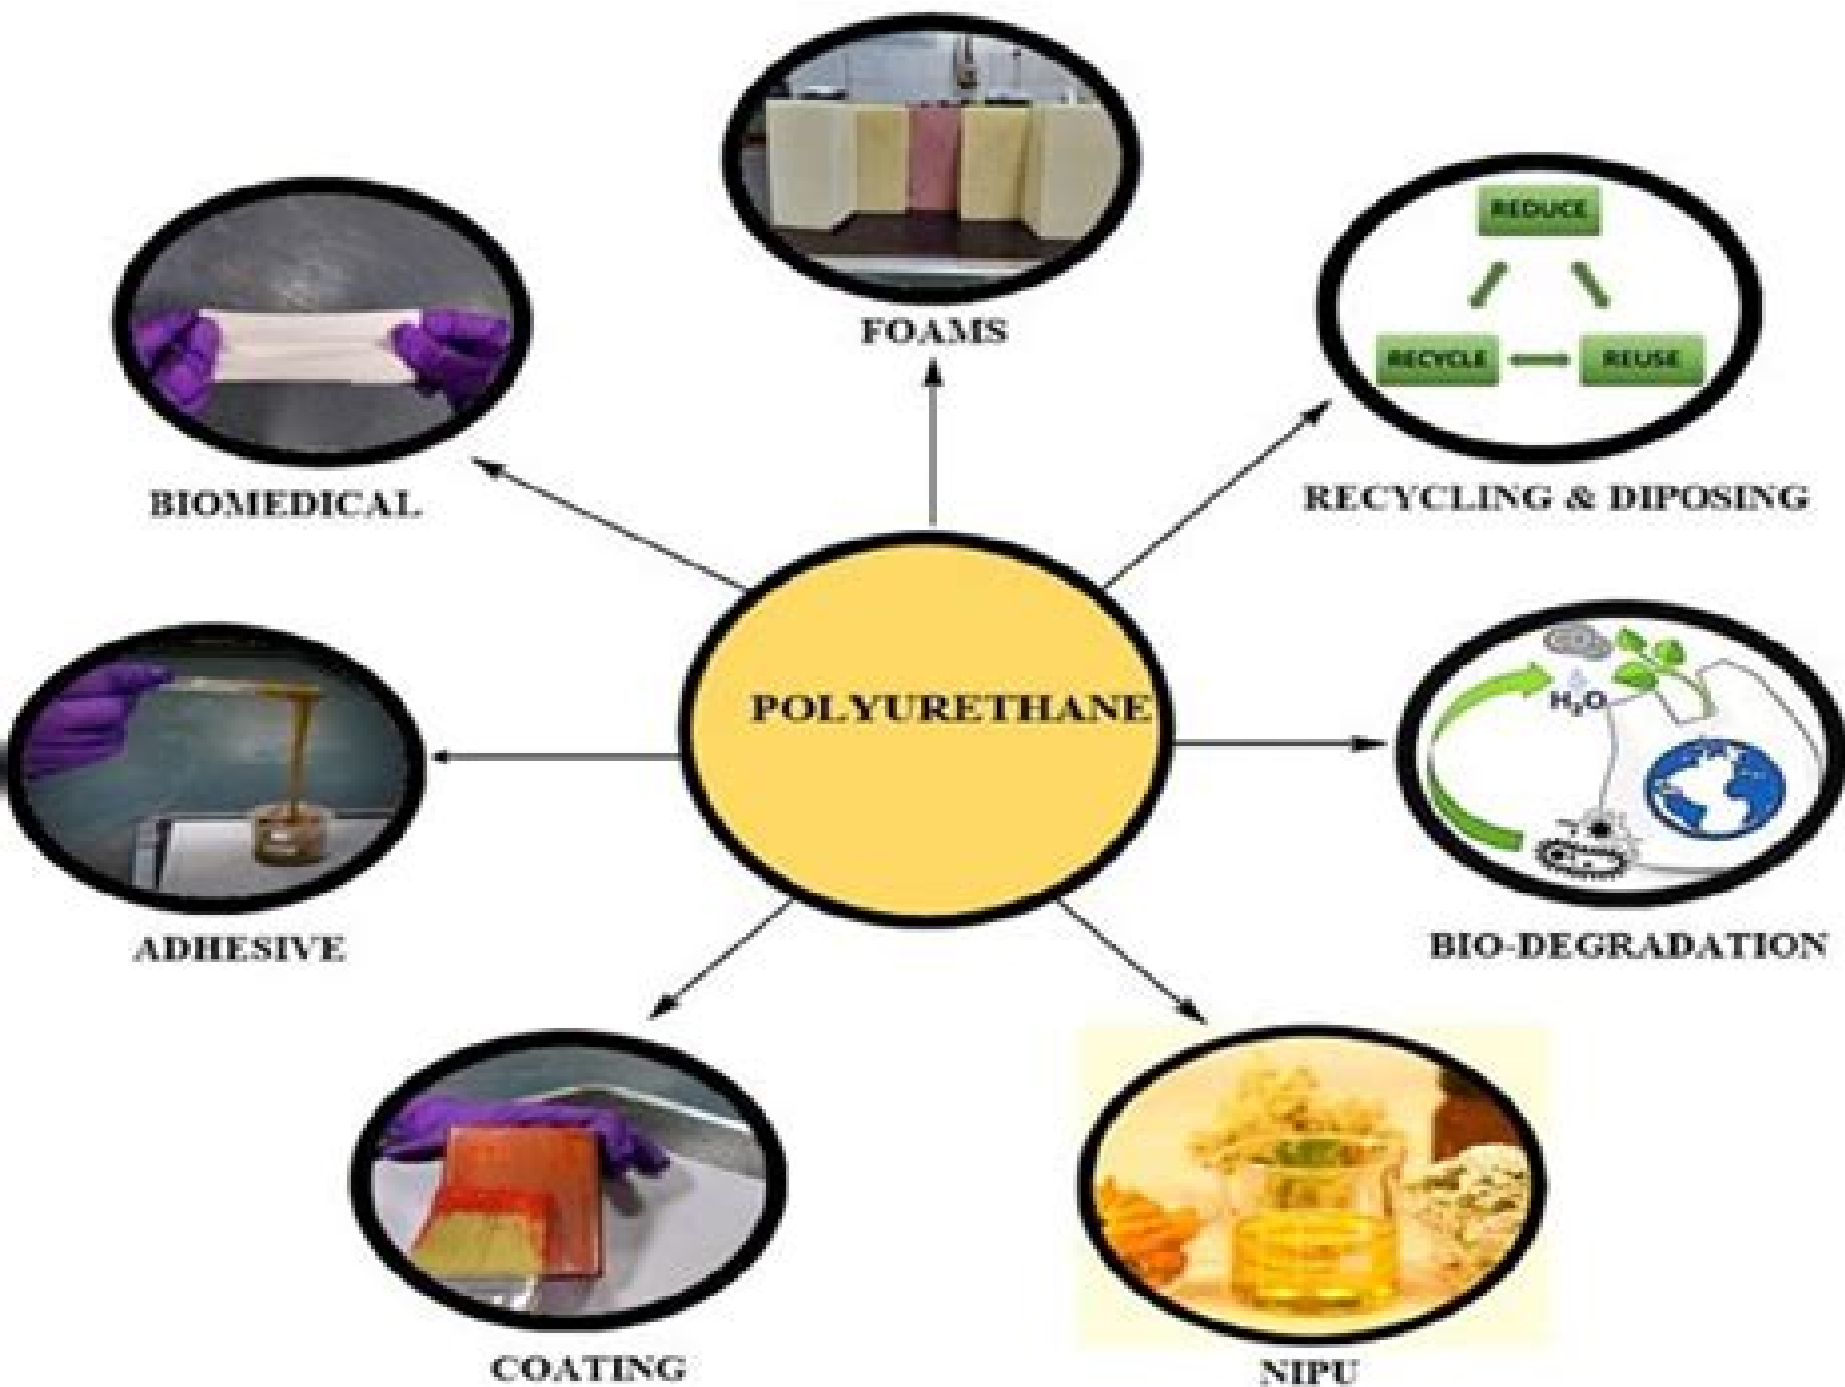 FOAMS
REDUCE
RECYCLE
REUSE
RECYCLING & DIPOSING
BIOMEDICAL
POLYURETHANE
H₂O
ADHESIVE
BIO-DEGRADATION
COATING
NIPU